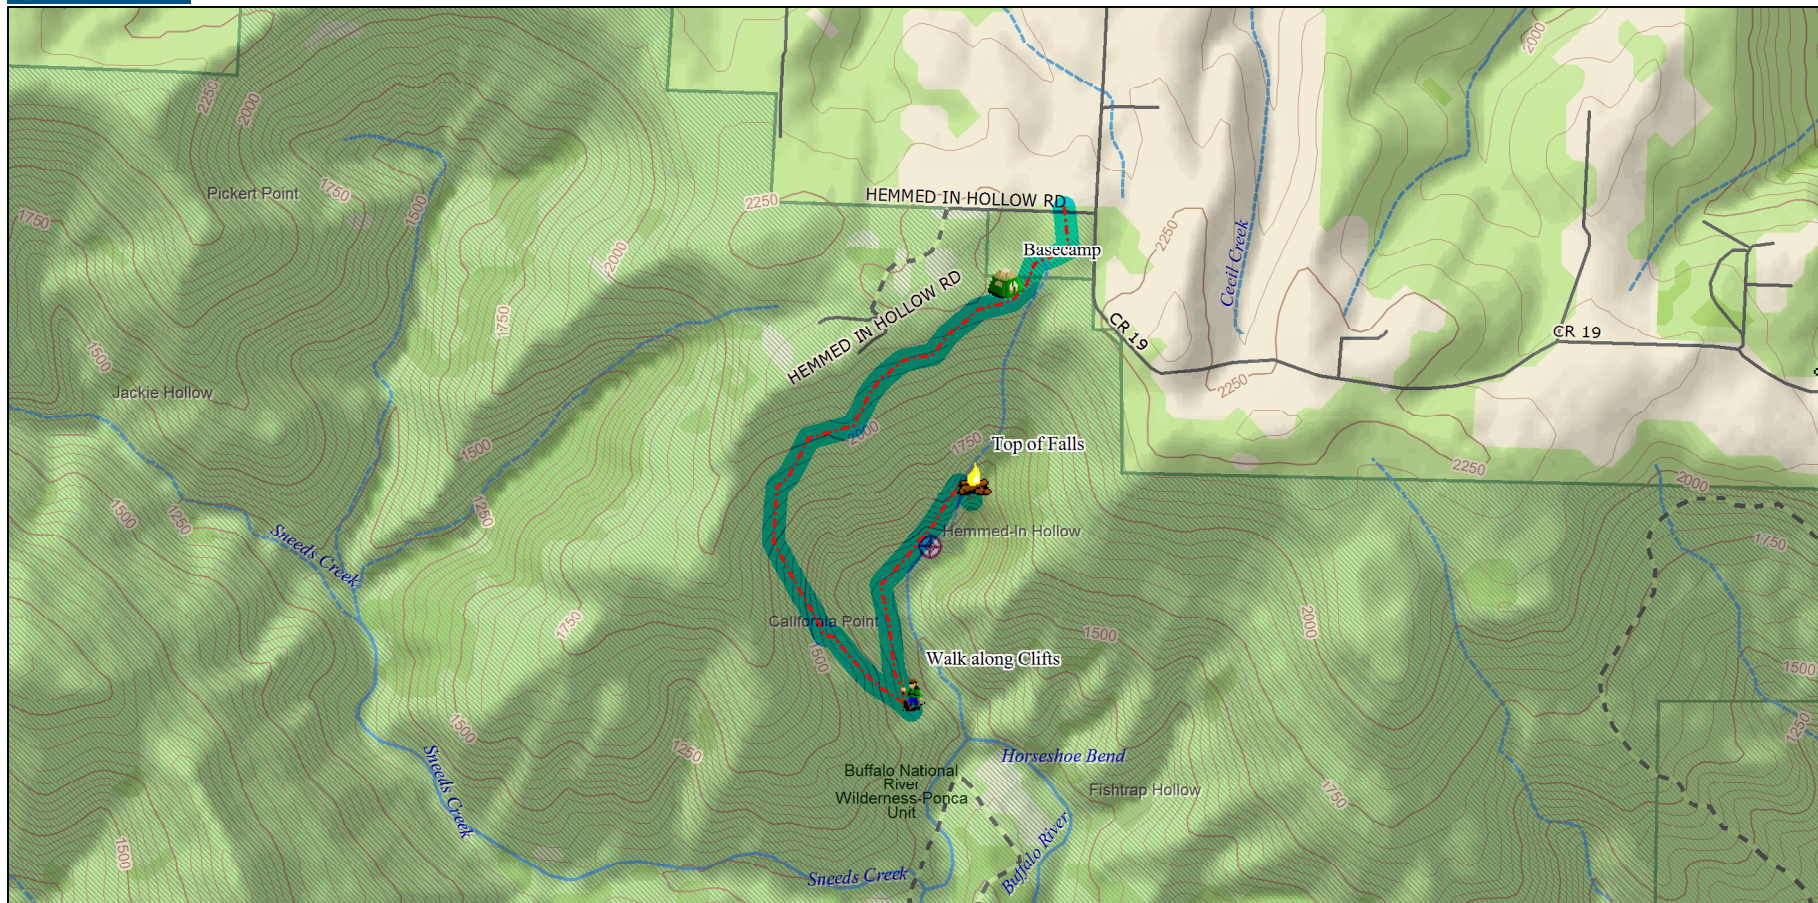 2000
2250
2000
Pickert Point
1750
1500
1750
2250
HEMMED IN HOLLOW RD
2250
2000
Basecamp
Cecil Creek
HEMMED IN HOLLOW RD
1750
1500
CR 19
CR 19
2250
Jackie Hollow
2000
1750
Top of Falls
1500
2250
2000
1500
1250
1250
Hemmed-In Hollow
1750
Sneeds Creek
California Point
1750
2000
1500
1500
Walk along Clifts
1500
1500
1250
1250
Sneeds Creek
Horseshoe Bend
Buffalo National
River
Wilderness-Ponca
Unit
Fishtrap Hollow
1750
1500
Buffalo River
Sneeds Creek